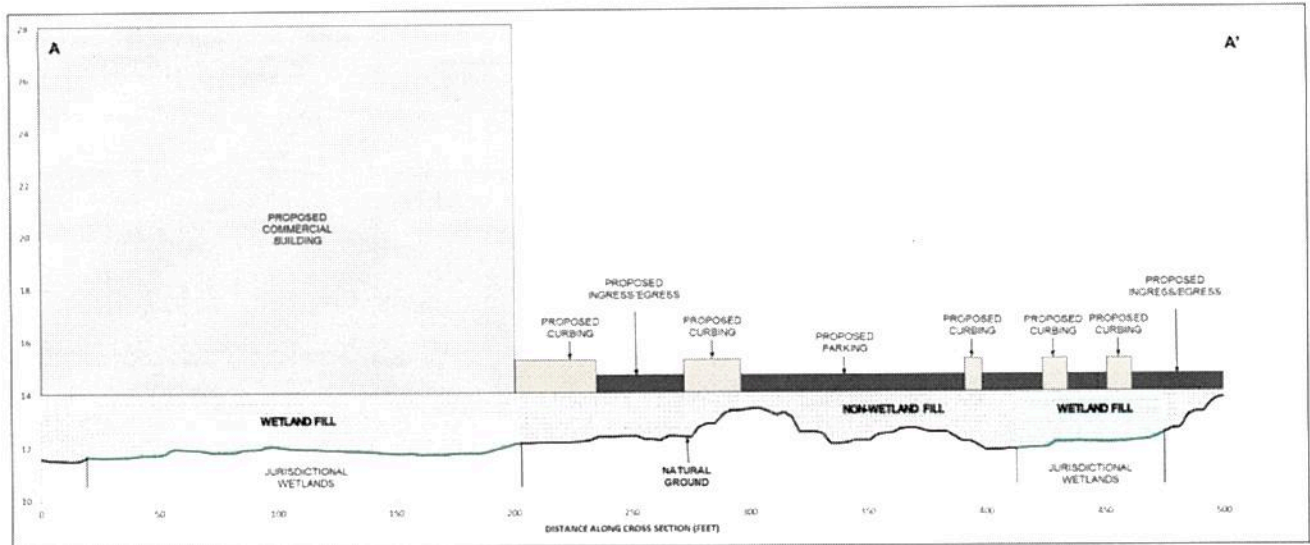 28
A
A'
26
24
22
20
PROPOSED
COMMERCIAL
BUILDING
18
PROPOSED
INGRESS/EGRESS
PROPOSED
INGRESS/EGRESS
16
PROPOSED
CURBING
PROPOSED
CURBING
PROPOSED
PARKING
PROPOSED
CURBING
PROPOSED
CURBING
PROPOSED
CURBING
14
WETLAND FILL
NON-WETLAND FILL
WETLAND FILL
12
JURISDICTIONAL
WETLANDS
NATURAL
GROUND
JURISDICTIONAL
WETLANDS
10
0 50 100 150 200 250 300 350 400 450 500
DISTANCE ALONG CROSS SECTION (FEET)